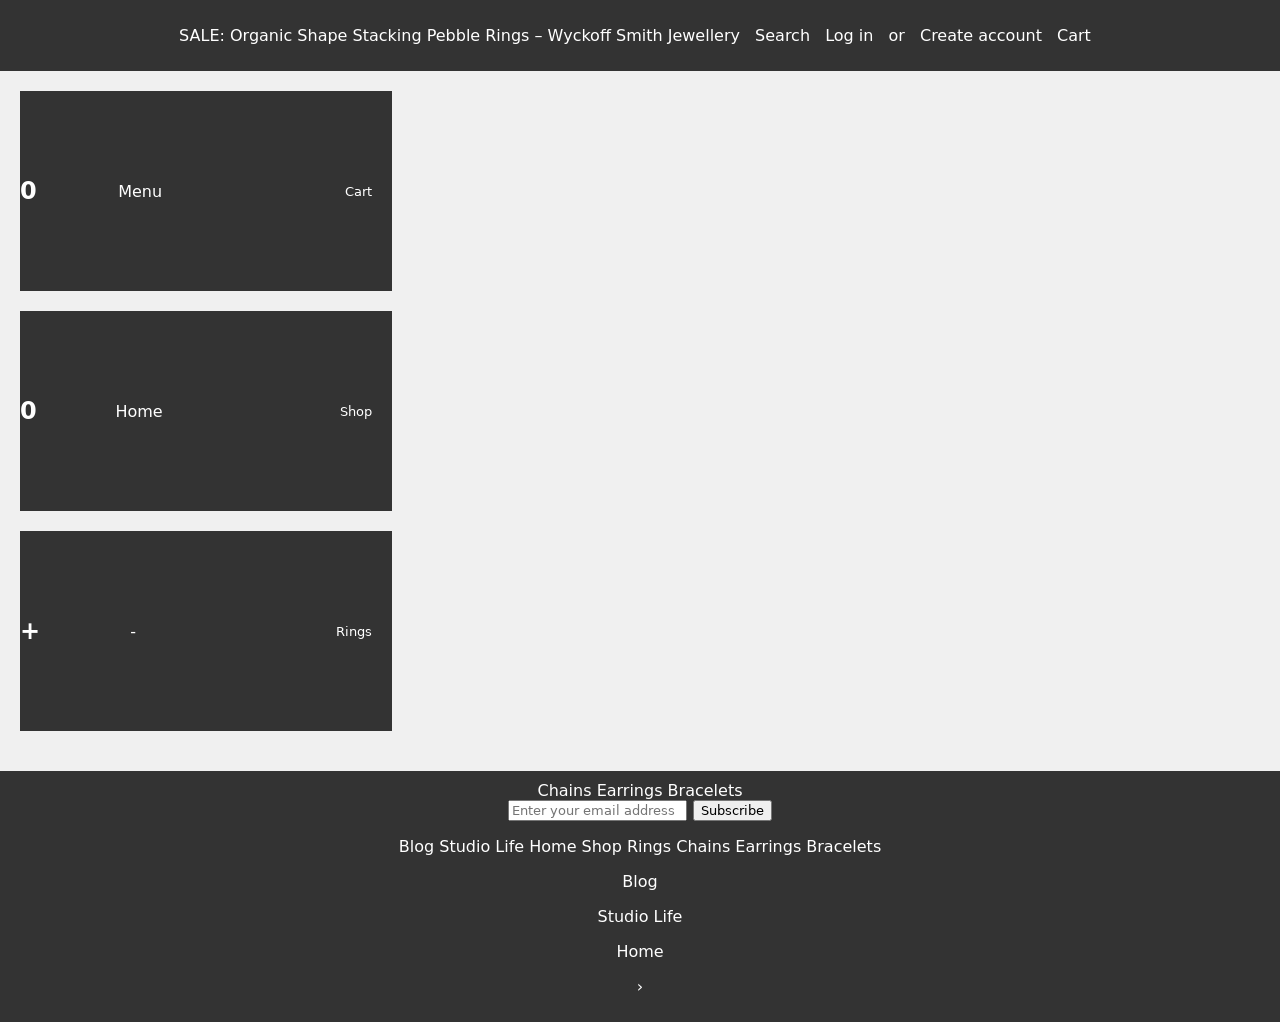 SALE: Organic Shape Stacking Pebble Rings – Wyckoff Smith Jewellery Search Log in or Create account Cart
0 Menu Cart
0 Home Shop
+ - Rings
Chains Earrings Bracelets
Enter your email address Subscribe
Blog Studio Life Home Shop Rings Chains Earrings Bracelets
Blog
Studio Life
Home
›